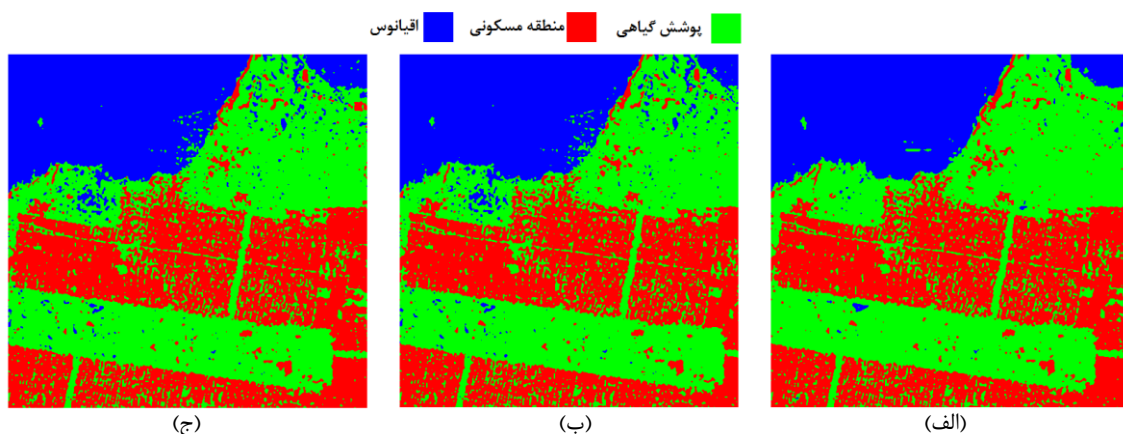 پوشش گیاهی منطقه مسکونی اقیانوس
(الف) (ب) (ج)